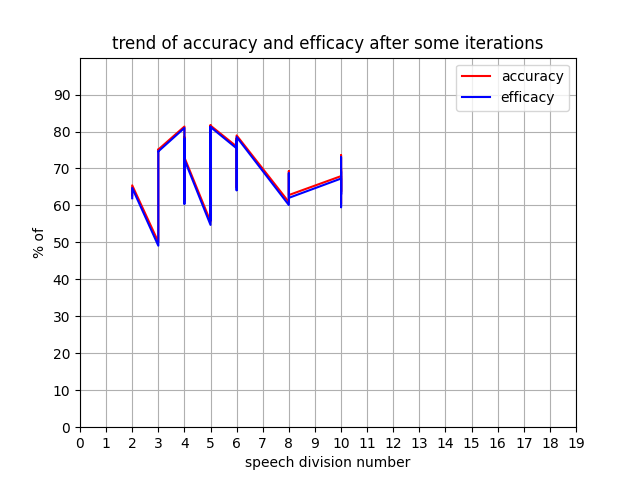 trend of accuracy and efficacy after some iterations
accuracy
efficacy
90
80
70
60
50
40
30
20
10
0
% of
0 1 2 3 4 5 6 7 8 9 10 11 12 13 14 15 16 17 18 19
speech division number